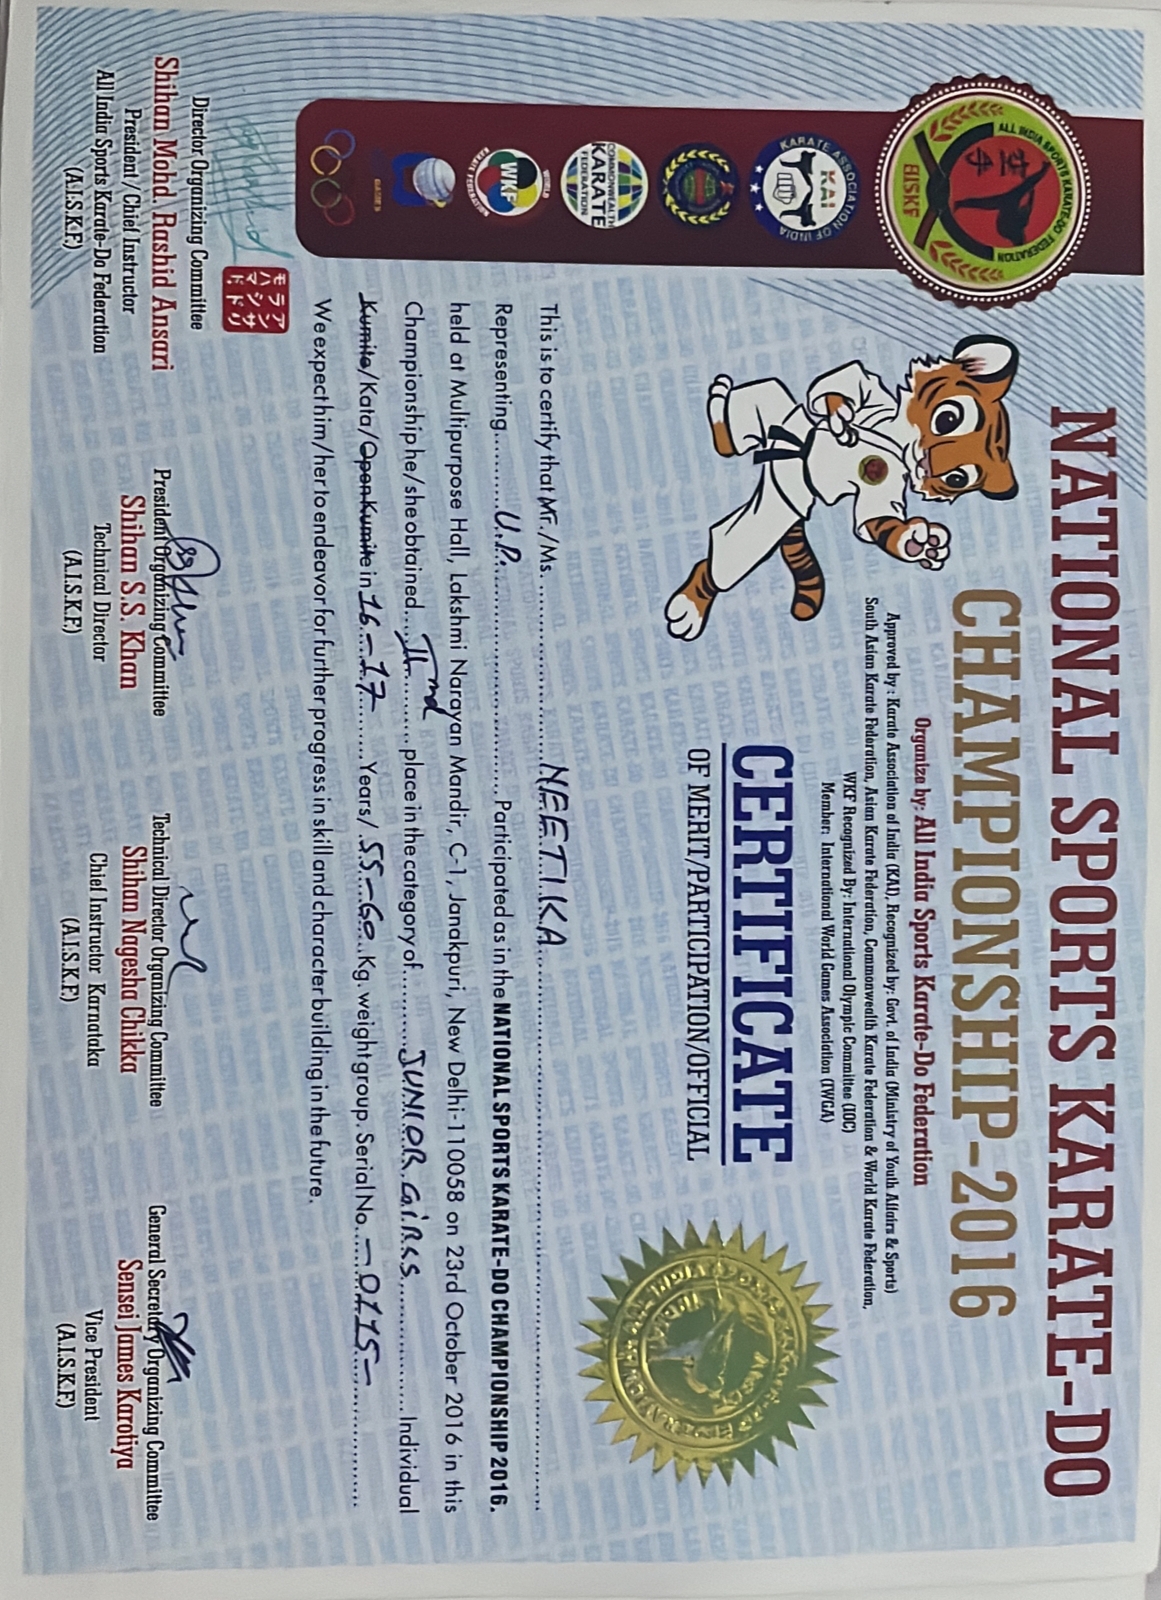 NATIONAL SPORTS KARATE-DO
CHAMPIONSHIP-2016
Organize by: All India Sports Karate-Do Federation
Approved by : Karate Association of India (KAI), Recognized by: Govt. of India (Ministry of Youth Affairs & Sports)
South Asian Karate Federation, Asian Karate Federation, Commonwealth Karate Federation & World Karate Federation,
WKF Recognized By: International Olympic Committee (IOC)
Member: International World Games Association (IWGA)
CERTIFICATE
OF MERIT/PARTICIPATION/OFFICIAL
ALL INDIA SPORTS KARATE-DO FEDERATION
空手
AISKF
KARATE ASSOCIATION OF INDIA
KAI
COMMONWEALTH
KARATE
FEDERATION
WORLD
WKF
KARATE FEDERATION
GAMES
This is to certify that Mr./Ms. NEETIKA
Representing U.P. Participated as in the NATIONAL SPORTS KARATE-DO CHAMPIONSHIP 2016.
held at Multipurpose Hall, Lakshmi Narayan Mandir, C-1, Janakpuri, New Delhi-110058 on 23rd October 2016 in this
Championship he/she obtained IInd place in the category of JUNIOR GIRLS Individual
Kumite/Kata/Open Kumite in 16-17 Years/ 55-60 Kg. weight group. Serial No. -0115-
We expect him/her to endeavor for further progress in skill and character building in the future.
アンサリ
ラシド
モハマド.
Director Organizing Committee
Shihan Mohd. Rashid Ansari
President / Chief Instructor
All India Sports Karate-Do Federation
(A.I.S.K.F.)
President Organizing Committee
Shihan S.S. Khan
Technical Director
(A.I.S.K.F.)
Technical Director Organizing Committee
Shihan Nagesha Chikka
Chief Instructor Karnataka
(A.I.S.K.F.)
General Secretary Organizing Committee
Sensei James Karotiya
Vice President
(A.I.S.K.F.)